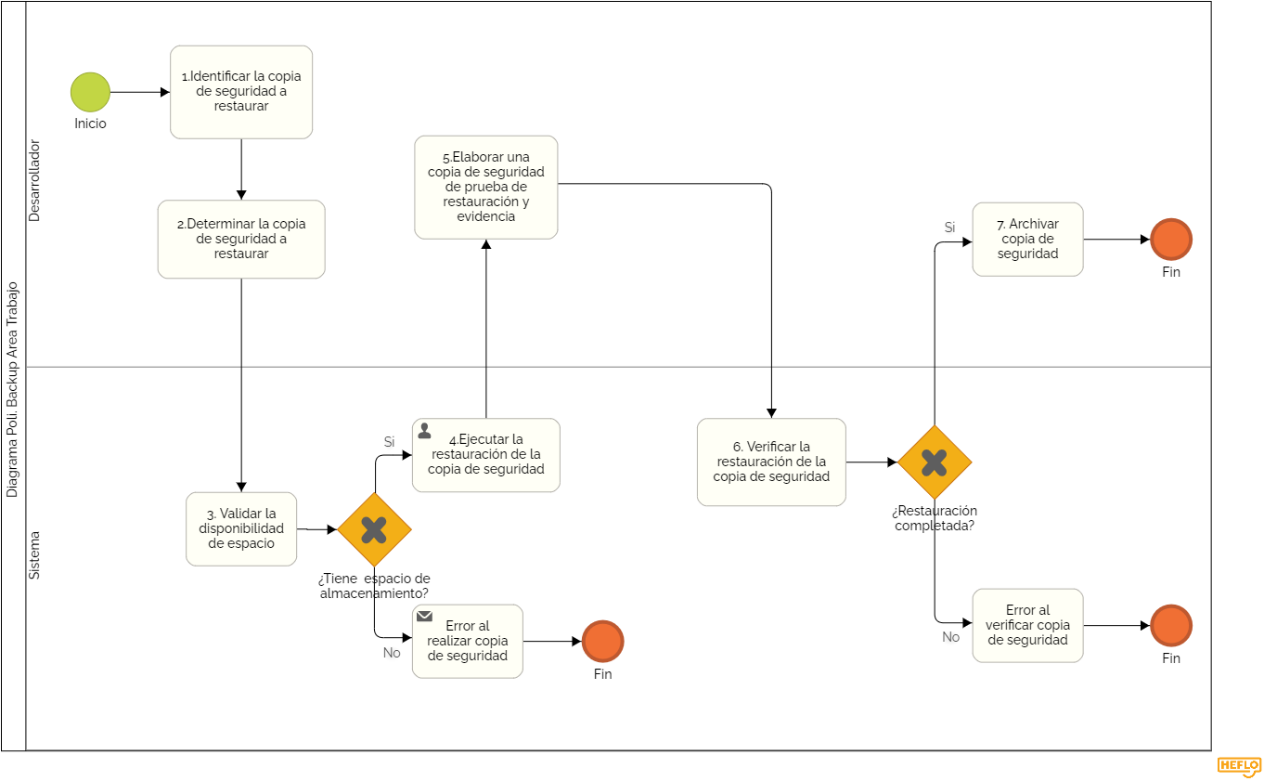 Diagrama Poli. Backup Area Trabajo
Desarrollador
Inicio
1.Identificar la copia
de seguridad a
restaurar
2.Determinar la copia
de seguridad a
restaurar
5.Elaborar una
copia de seguridad
de prueba de
restauración y
evidencia
Si
7. Archivar
copia de
seguridad
Fin
Sistema
3. Validar la
disponibilidad
de espacio
¿Tiene espacio de
almacenamiento?
Si
4.Ejecutar la
restauración de la
copia de seguridad
No
Error al
realizar copia
de seguridad
Fin
6. Verificar la
restauración de la
copia de seguridad
¿Restauración
completada?
No
Error al
verificar copia
de seguridad
Fin
HEFLO